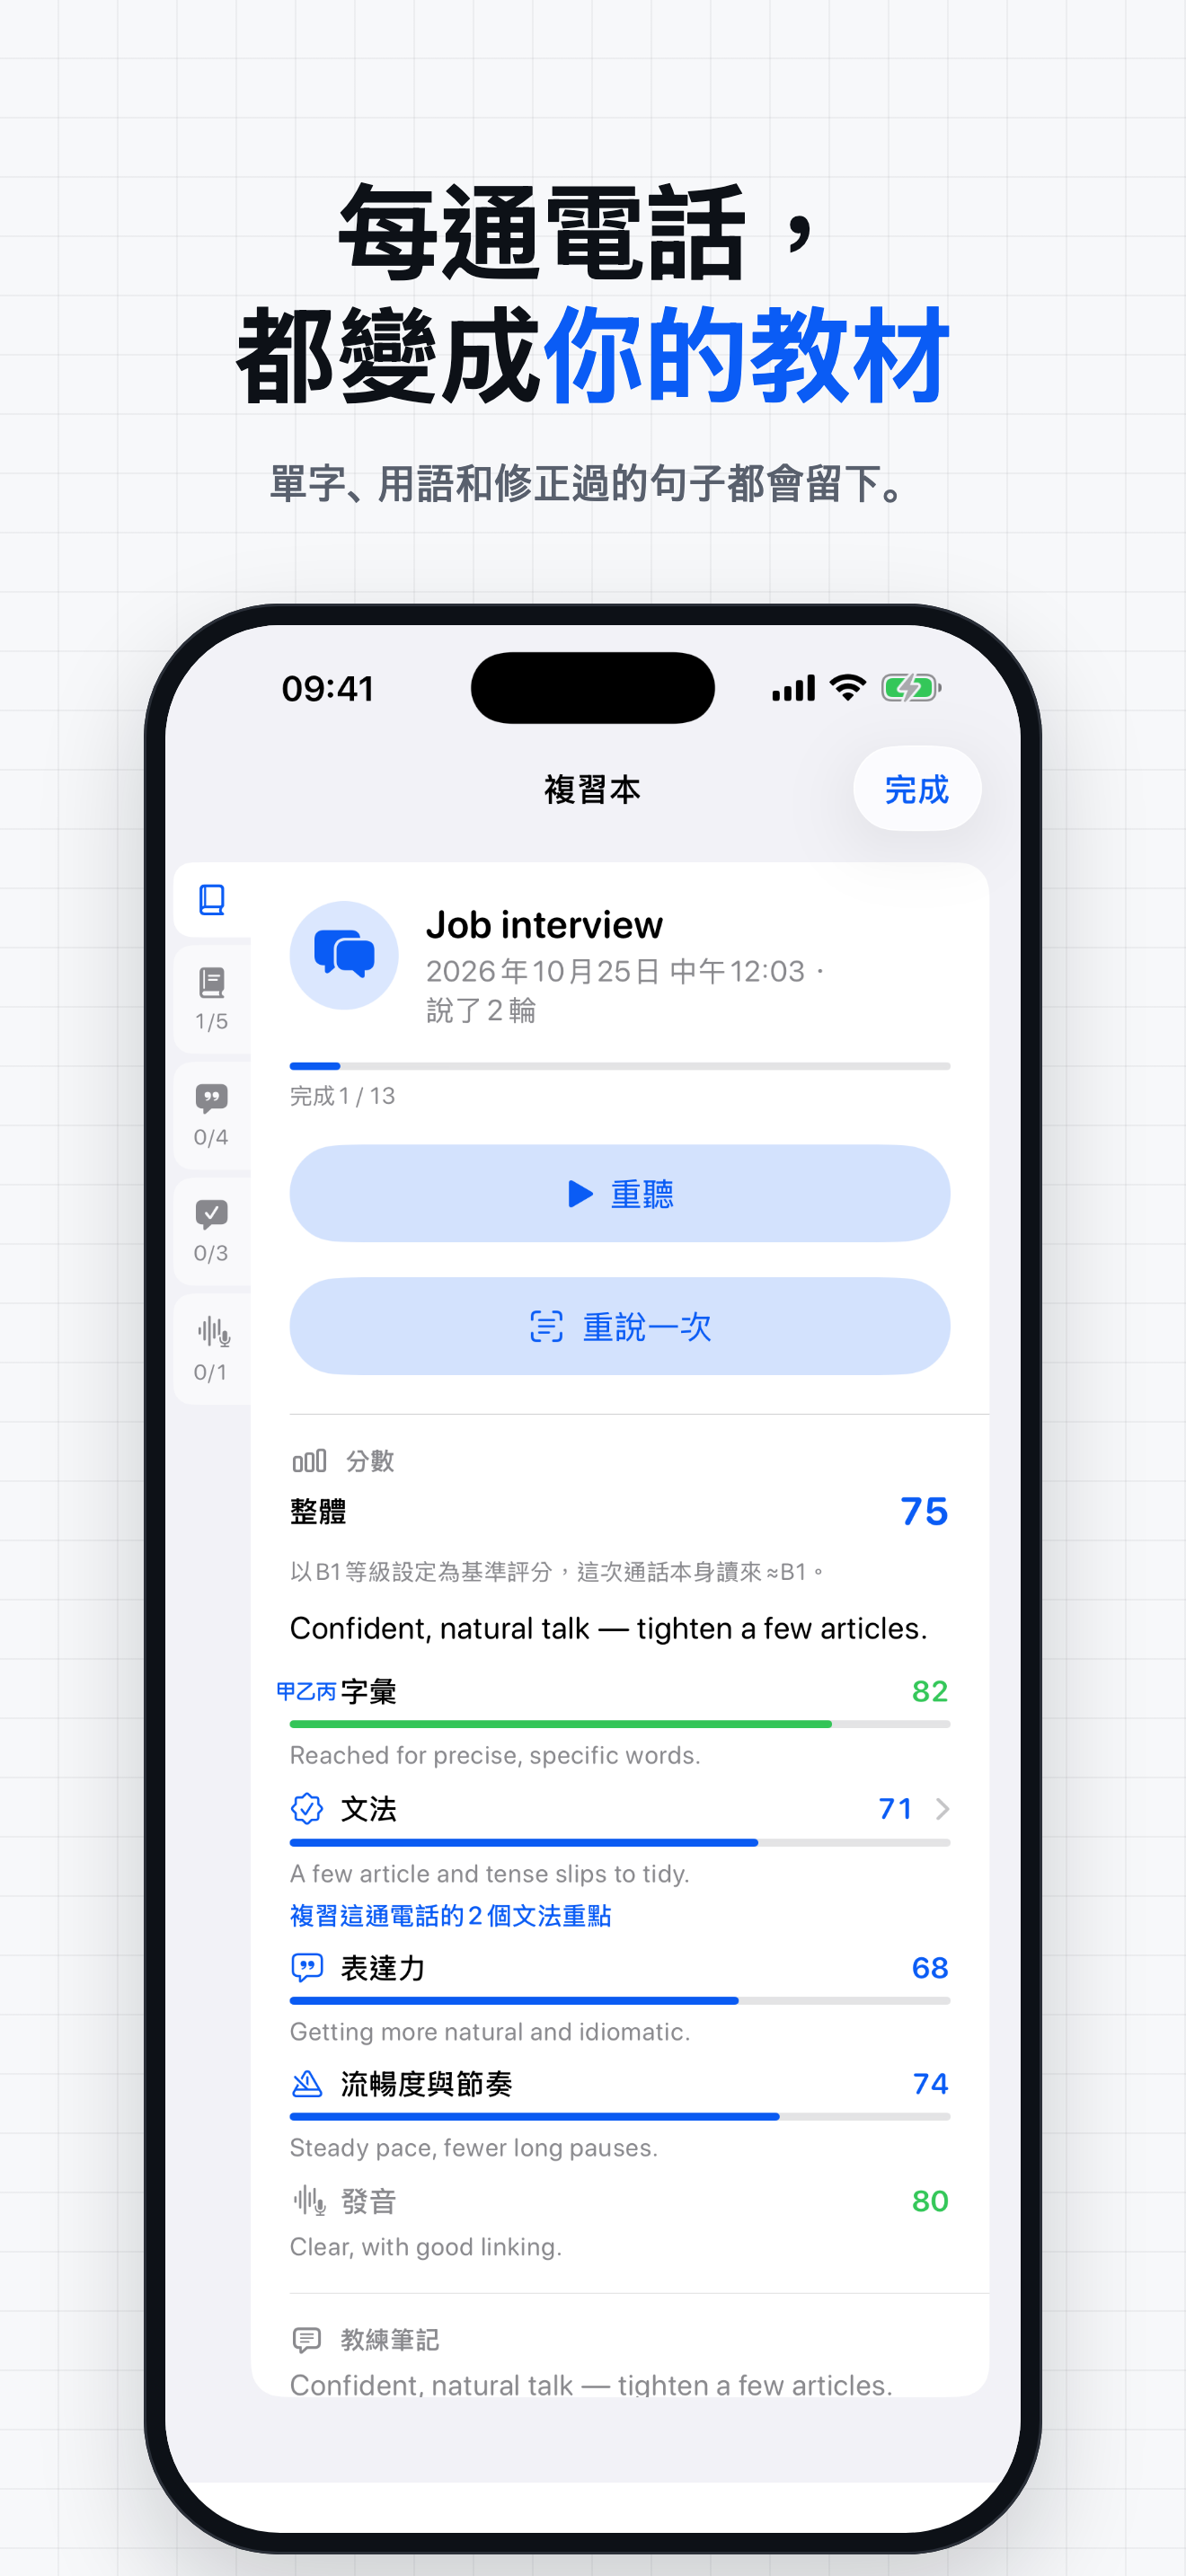 每通電話，
都變成你的教材
單字、用語和修正過的句子都會留下。
09:41
複習本
完成
Job interview
2026年10月25日 中午12:03 ·
說了2輪
1/5
完成1 / 13
0/4
重聽
0/3
重說一次
0/1
分數
整體
75
以B1等級設定為基準評分，這次通話本身讀來≈B1。
Confident, natural talk — tighten a few articles.
甲乙丙 字彙
82
Reached for precise, specific words.
文法
71
A few article and tense slips to tidy.
複習這通電話的2個文法重點
表達力
68
Getting more natural and idiomatic.
流暢度與節奏
74
Steady pace, fewer long pauses.
發音
80
Clear, with good linking.
教練筆記
Confident, natural talk — tighten a few articles.